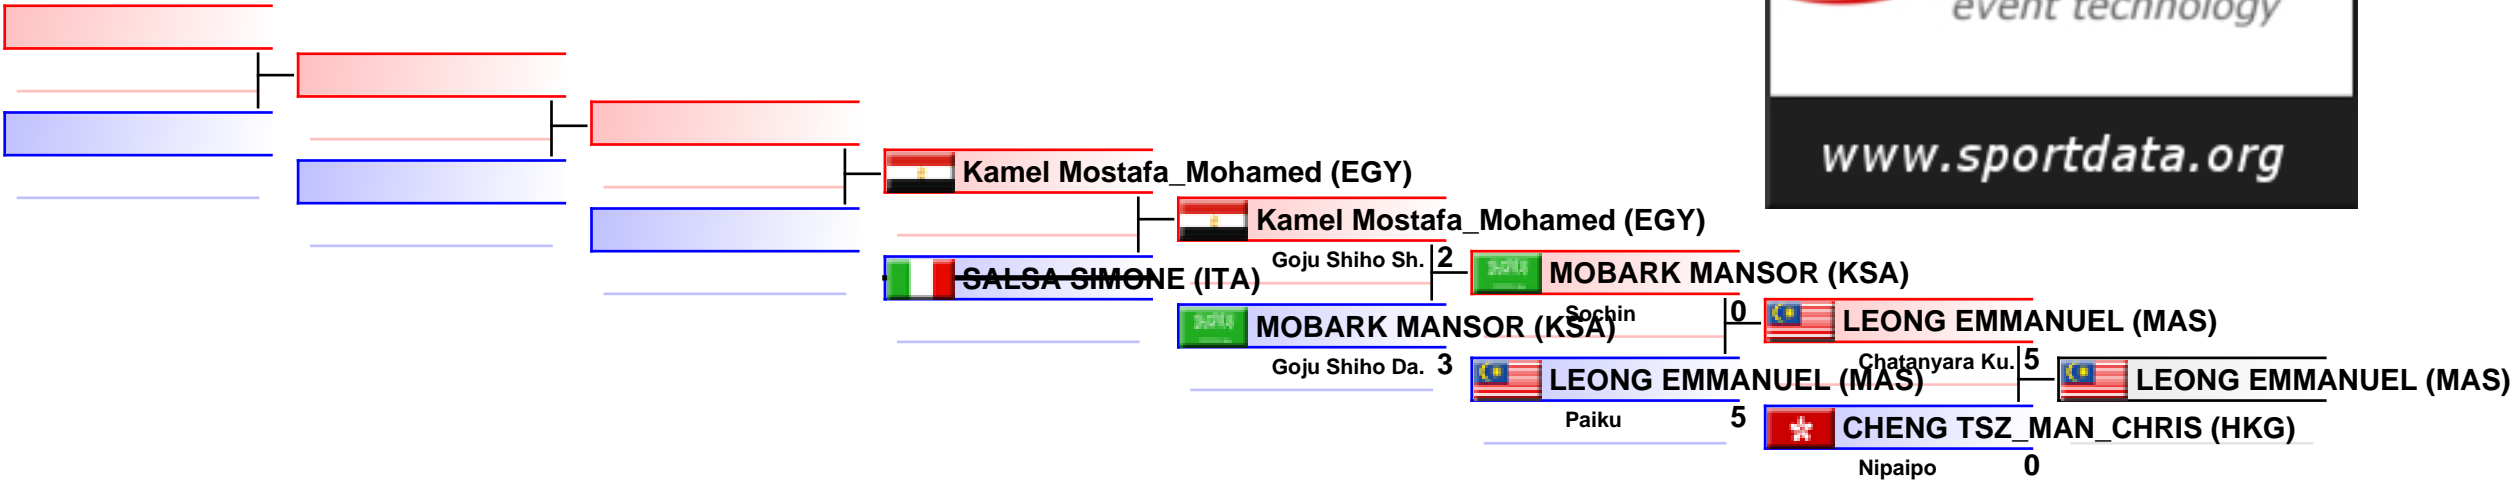 event technology
www.sportdata.org
Kamel Mostafa_Mohamed (EGY)
Kamel Mostafa_Mohamed (EGY)
Goju Shiho Sh. 2
SALSA SIMONE (ITA)
MOBARK MANSOR (KSA)
Sochin 0
MOBARK MANSOR (KSA)
LEONG EMMANUEL (MAS)
Goju Shiho Da. 3
Chatanyara Ku. 5
LEONG EMMANUEL (MAS)
LEONG EMMANUEL (MAS)
Paiku 5
CHENG TSZ_MAN_CHRIS (HKG)
Nipaipo 0